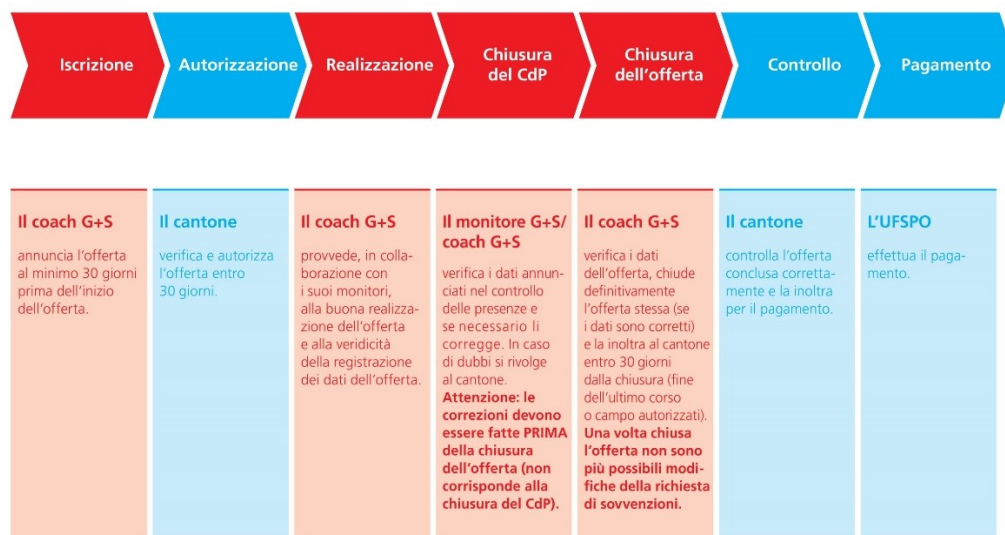 Iscrizione
Autorizzazione
Realizzazione
Chiusura
del CdP
Chiusura
dell'offerta
Controllo
Pagamento
Il coach G+S
annuncia l'offerta
al minimo 30 giorni
prima dell'inizio
dell'offerta.
Il cantone
verifica e autorizza
l'offerta entro
30 giorni.
Il coach G+S
provvede, in colla-
borazione con
i suoi monitori,
alla buona realizza-
zione dell'offerta
e alla veridicità
della registrazione
dei dati dell'offerta.
Il monitore G+S/
coach G+S
verifica i dati annun-
ciati nel controllo
delle presenze e
se necessario li
corregge. In caso
di dubbi si rivolge
al cantone.
Attenzione: le
correzioni devono
essere fatte PRIMA
della chiusura
dell'offerta (non
corrisponde alla
chiusura del CdP).
Il coach G+S
verifica i dati
dell'offerta, chiude
definitivamente
l'offerta stessa (se
i dati sono corretti)
e la inoltra al cantone
entro 30 giorni
dalla chiusura (fine
dell'ultimo corso
o campo autorizzati).
Una volta chiusa
l'offerta non sono
più possibili modi-
fiche della richiesta
di sovvenzioni.
Il cantone
controlla l'offerta
conclusa corretta-
mente e la inoltra
per il pagamento.
L'UFSPO
effettua il paga-
mento.